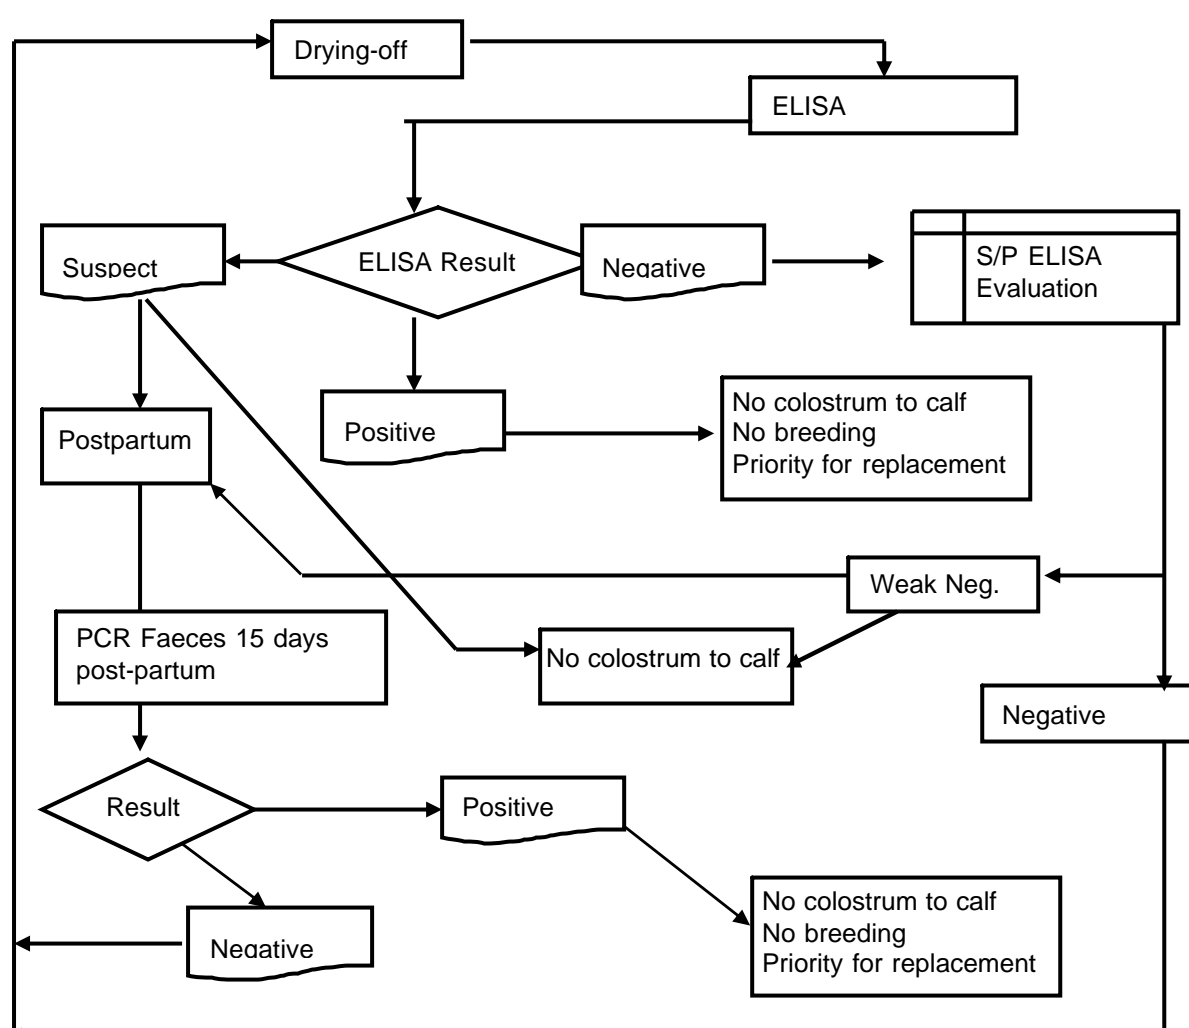 Drying-off
ELISA
Suspect
ELISA Result
Negative
S/P ELISA
Evaluation
Positive
No colostrum to calf
No breeding
Priority for replacement
Postpartum
Weak Neg.
PCR Faeces 15 days
post-partum
No colostrum to calf
Negative
Result
Positive
No colostrum to calf
No breeding
Priority for replacement
Negative